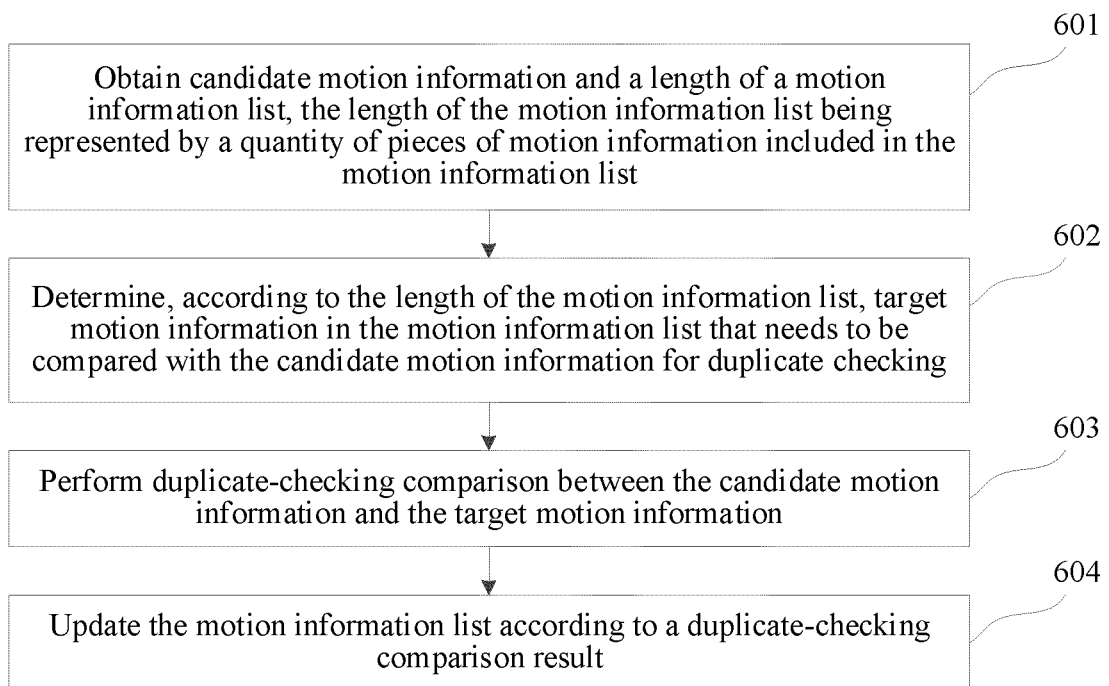 601
Obtain candidate motion information and a length of a motion
information list, the length of the motion information list being
represented by a quantity of pieces of motion information included in the
motion information list
602
Determine, according to the length of the motion information list, target
motion information in the motion information list that needs to be
compared with the candidate motion information for duplicate checking
603
Perform duplicate-checking comparison between the candidate motion
information and the target motion information
604
Update the motion information list according to a duplicate-checking
comparison result